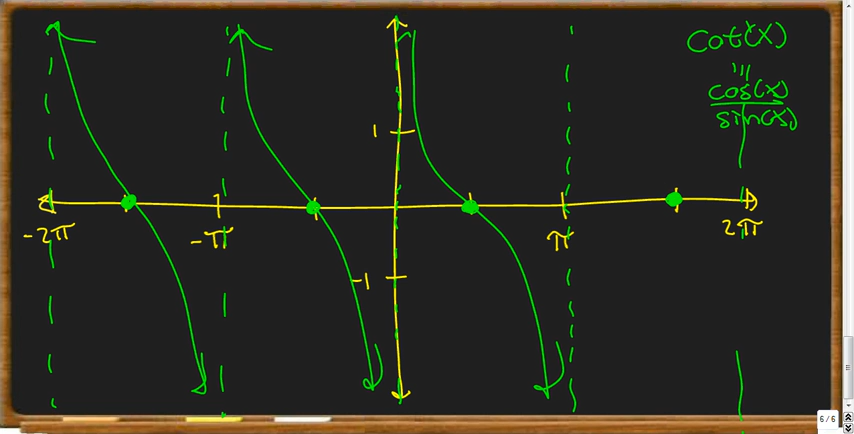 cot(x)
=
cos(x)
sin(x)
1
-2π
-π
π
2π
-1
6/6